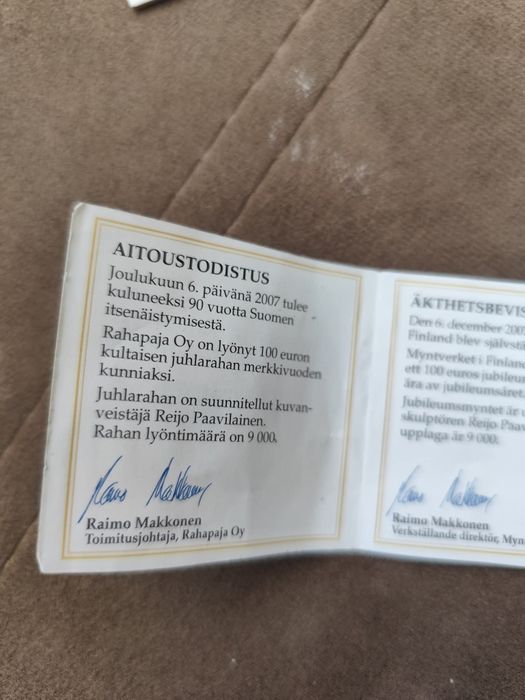 AITOUSTODISTUS
Joulukuun 6. päivänä 2007 tulee
kuluneeksi 90 vuotta Suomen
itsenäistymisestä.
Rahapaja Oy on lyönyt 100 euron
kultaisen juhlarahan merkkivuoden
kunniaksi.
Juhlarahan on suunnitellut kuvan-
veistäjä Reijo Paavilainen.
Rahan lyöntimäärä on 9 000.
Raimo Makkonen
Toimitusjohtaja, Rahapaja Oy
ÄKTHETSBEVIS
Den 6. december 200
Finland blev självstä
Myntverket i Finland
ett 100 euros jubileu
ära av jubileumsåret.
Jubileumsmyntet är
skulptören Reijo Paav
upplaga är 9 000.
Raimo Makkonen
Verkställande direktör, Myn